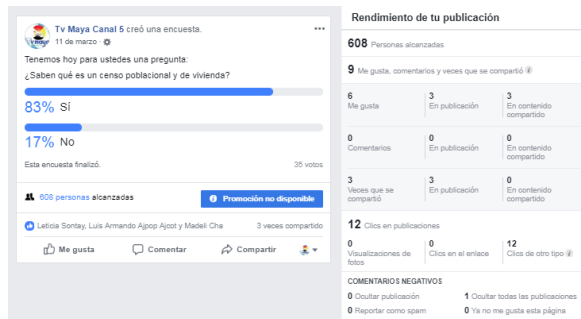 Tv Maya Canal 5 creó una encuesta.
11 de marzo ·
Tenemos hoy para ustedes una pregunta:
¿Saben qué es un censo poblacional y de vivienda?
83% Sí
17% No
Esta encuesta finalizó. 35 votos
608 personas alcanzadas Promoción no disponible
Leticia Sontay, Luis Armando Ajpop Ajcot y Madeli Cha 3 veces compartido
Me gusta Comentar Compartir
Rendimiento de tu publicación
608 Personas alcanzadas
9 Me gusta, comentarios y veces que se compartió
6 3 3
Me gusta En publicación En contenido
compartido
0 0 0
Comentarios En publicación En contenido
compartido
3 3 0
Veces que se En publicación En contenido
compartió compartido
12 Clics en publicaciones
0 0 12
Visualizaciones de Clics en el enlace Clics de otro tipo
fotos
COMENTARIOS NEGATIVOS
0 Ocultar publicación 1 Ocultar todas las publicaciones
0 Reportar como spam 0 Ya no me gusta esta página